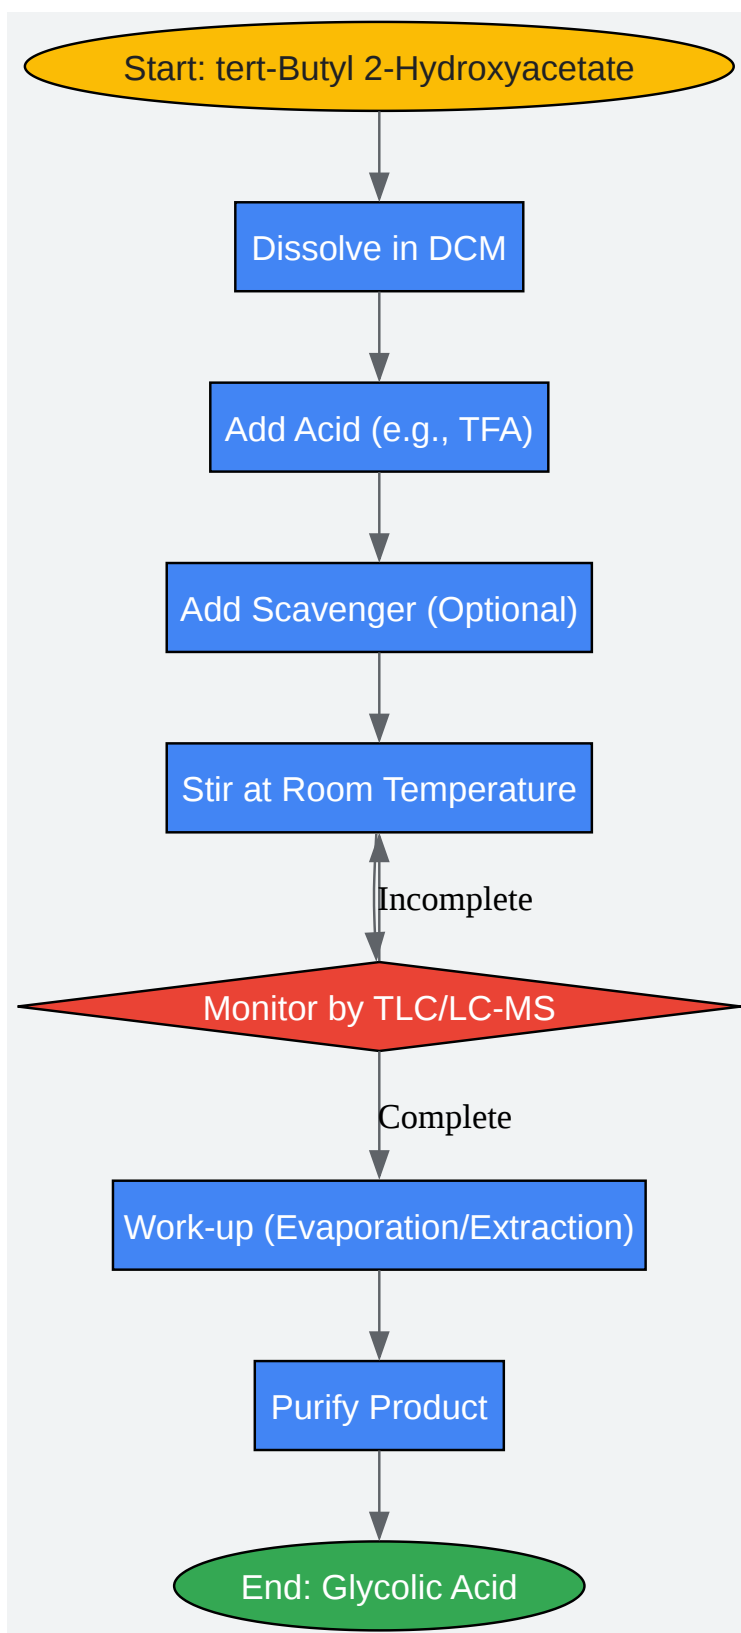 Start: tert-Butyl 2-Hydroxyacetate
Dissolve in DCM
Add Acid (e.g., TFA)
Add Scavenger (Optional)
Stir at Room Temperature
Incomplete
Monitor by TLC/LC-MS
Complete
Work-up (Evaporation/Extraction)
Purify Product
End: Glycolic Acid